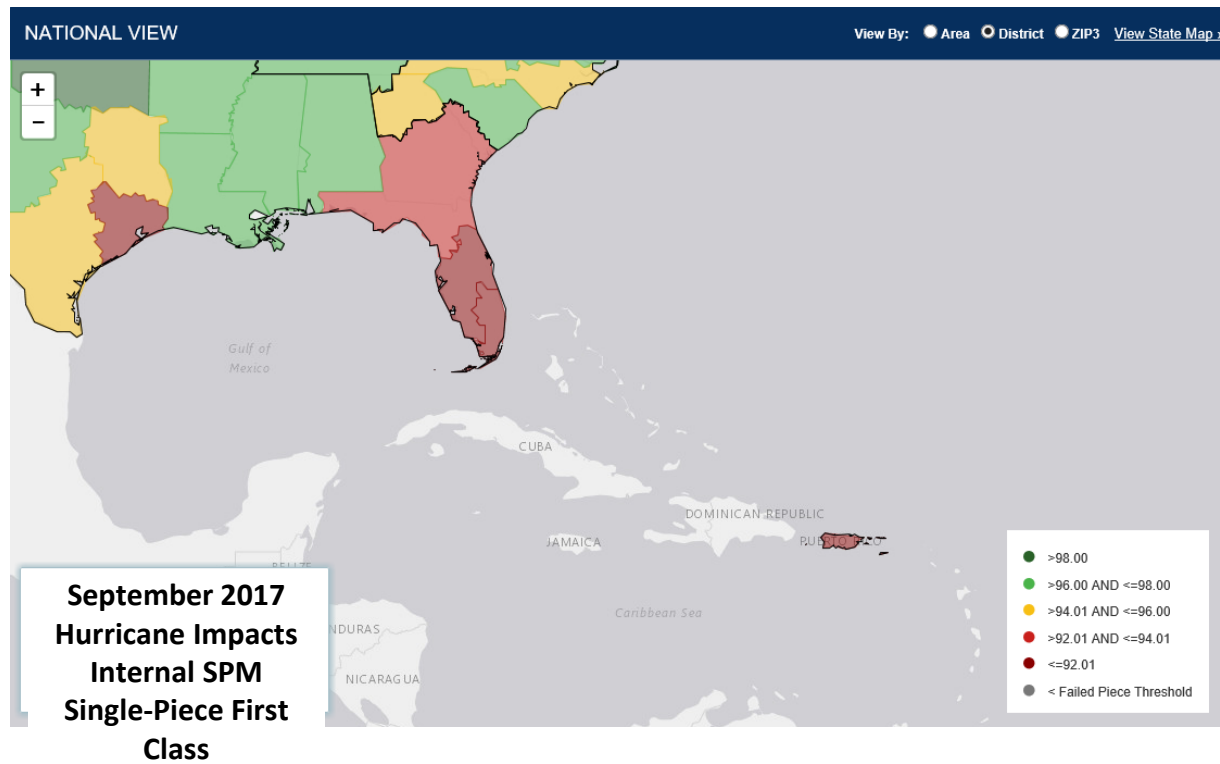 NATIONAL VIEW
View By: Area District ZIP3 View State Map
+
−
Gulf of
Mexico
CUBA
DOMINICAN REPUBLIC
JAMAICA
Caribbean Sea
NICARAGUA
September 2017
Hurricane Impacts
Internal SPM
Single-Piece First
Class
>98.00
>96.00 AND <=98.00
>94.01 AND <=96.00
>92.01 AND <=94.01
<=92.01
< Failed Piece Threshold